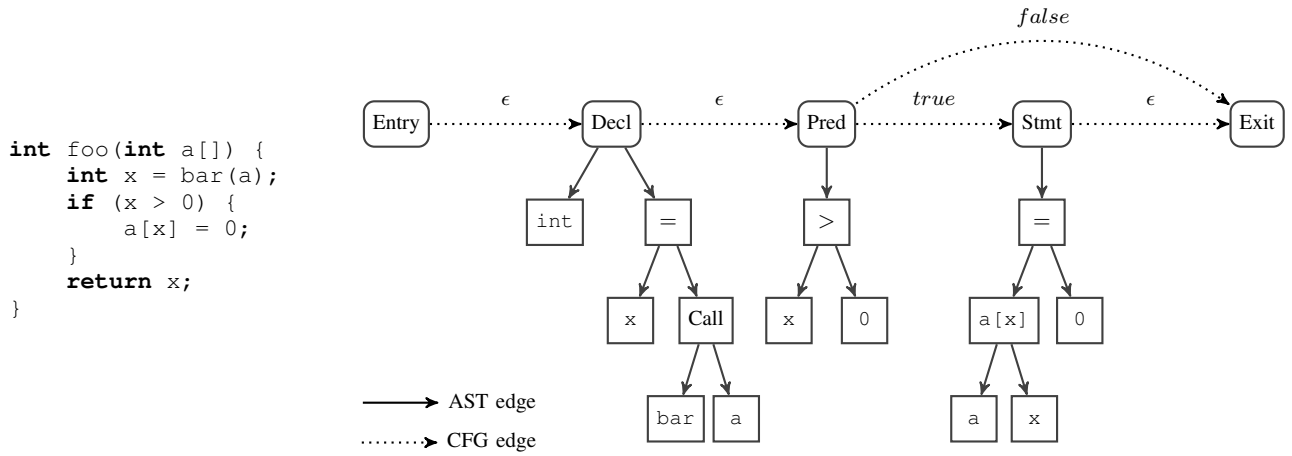 int foo(int a[]) {
    int x = bar(a);
    if (x > 0) {
        a[x] = 0;
    }
    return x;
}
false
ϵ ϵ true ϵ
Entry Decl Pred Stmt Exit
int = > =
x Call x 0 a[x] 0
bar a a x
AST edge
CFG edge